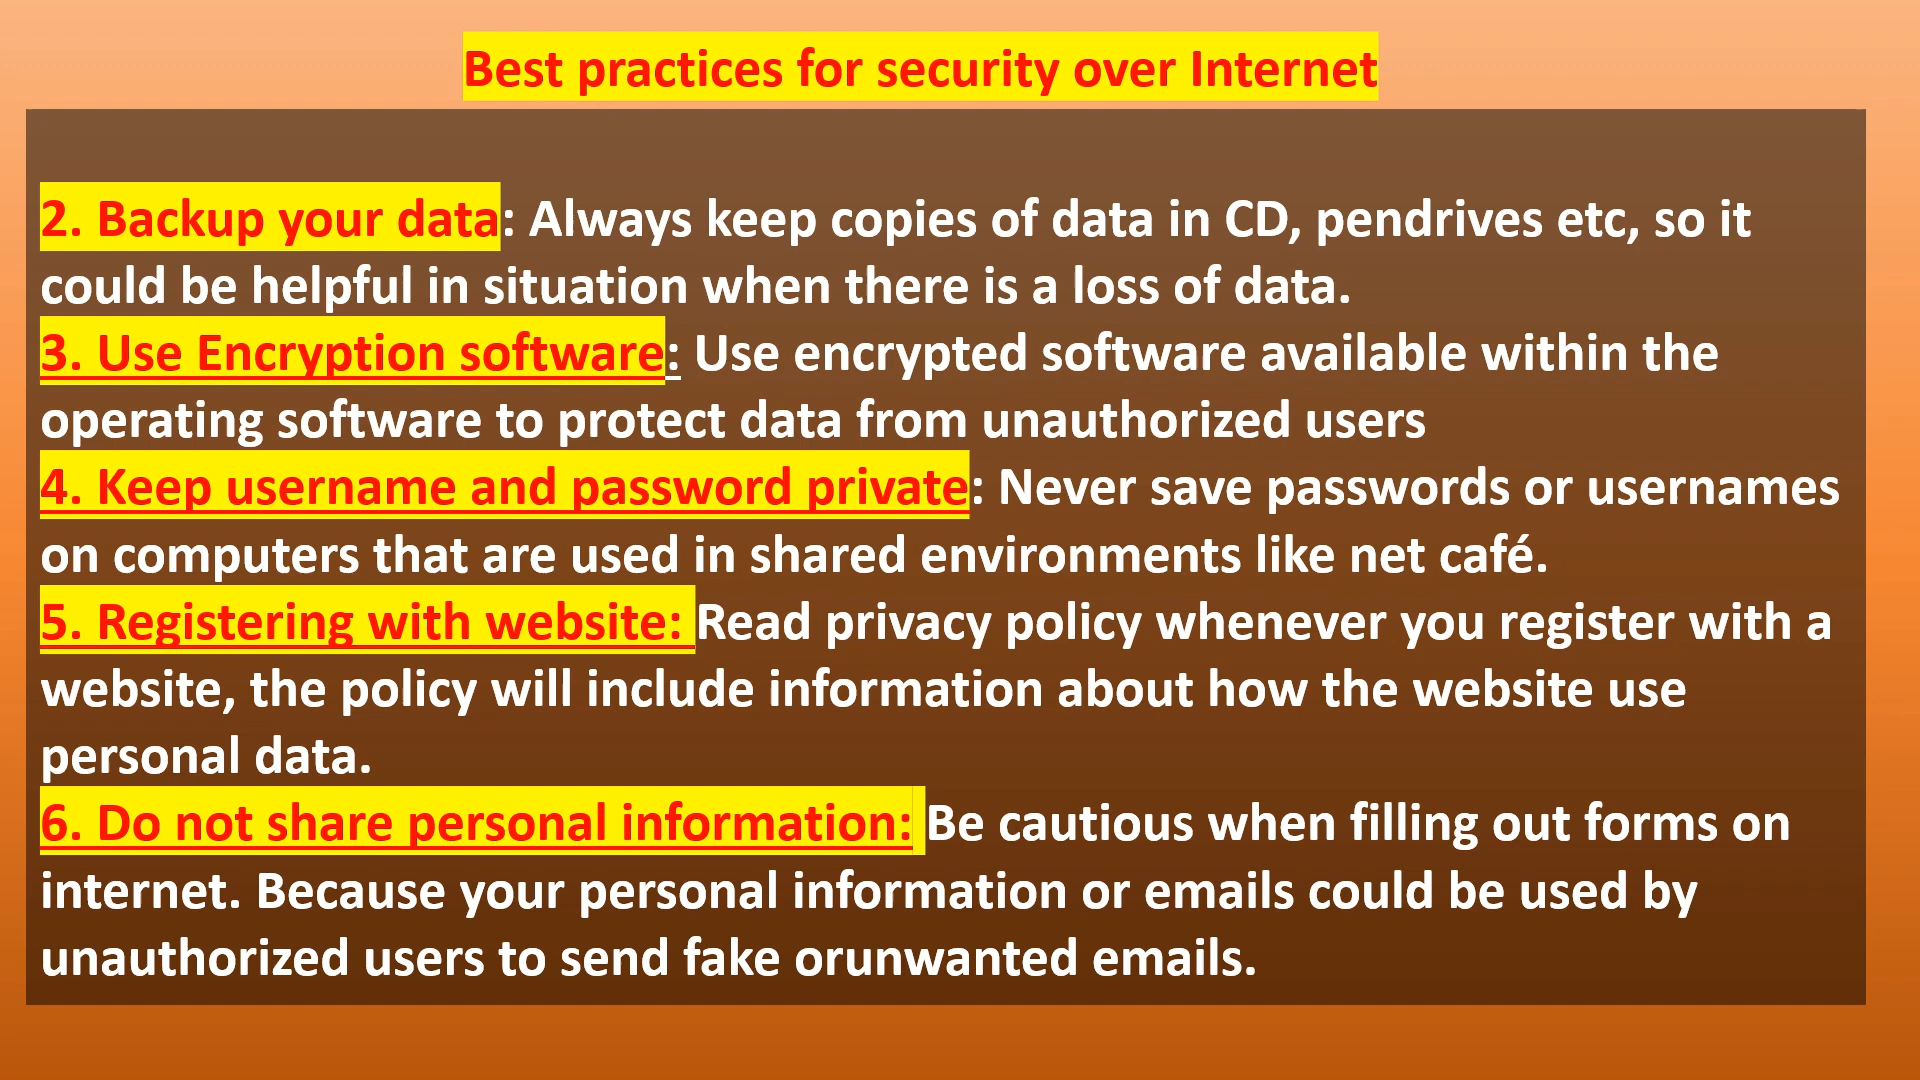 Best practices for security over Internet
2. Backup your data: Always keep copies of data in CD, pendrives etc, so it
could be helpful in situation when there is a loss of data.
3. Use Encryption software: Use encrypted software available within the
operating software to protect data from unauthorized users
4. Keep username and password private: Never save passwords or usernames
on computers that are used in shared environments like net café.
5. Registering with website: Read privacy policy whenever you register with a
website, the policy will include information about how the website use
personal data.
6. Do not share personal information: Be cautious when filling out forms on
internet. Because your personal information or emails could be used by
unauthorized users to send fake orunwanted emails.